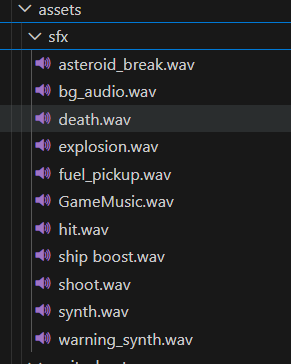 assets
sfx
asteroid_break.wav
bg_audio.wav
death.wav
explosion.wav
fuel_pickup.wav
GameMusic.wav
hit.wav
ship boost.wav
shoot.wav
synth.wav
warning_synth.wav